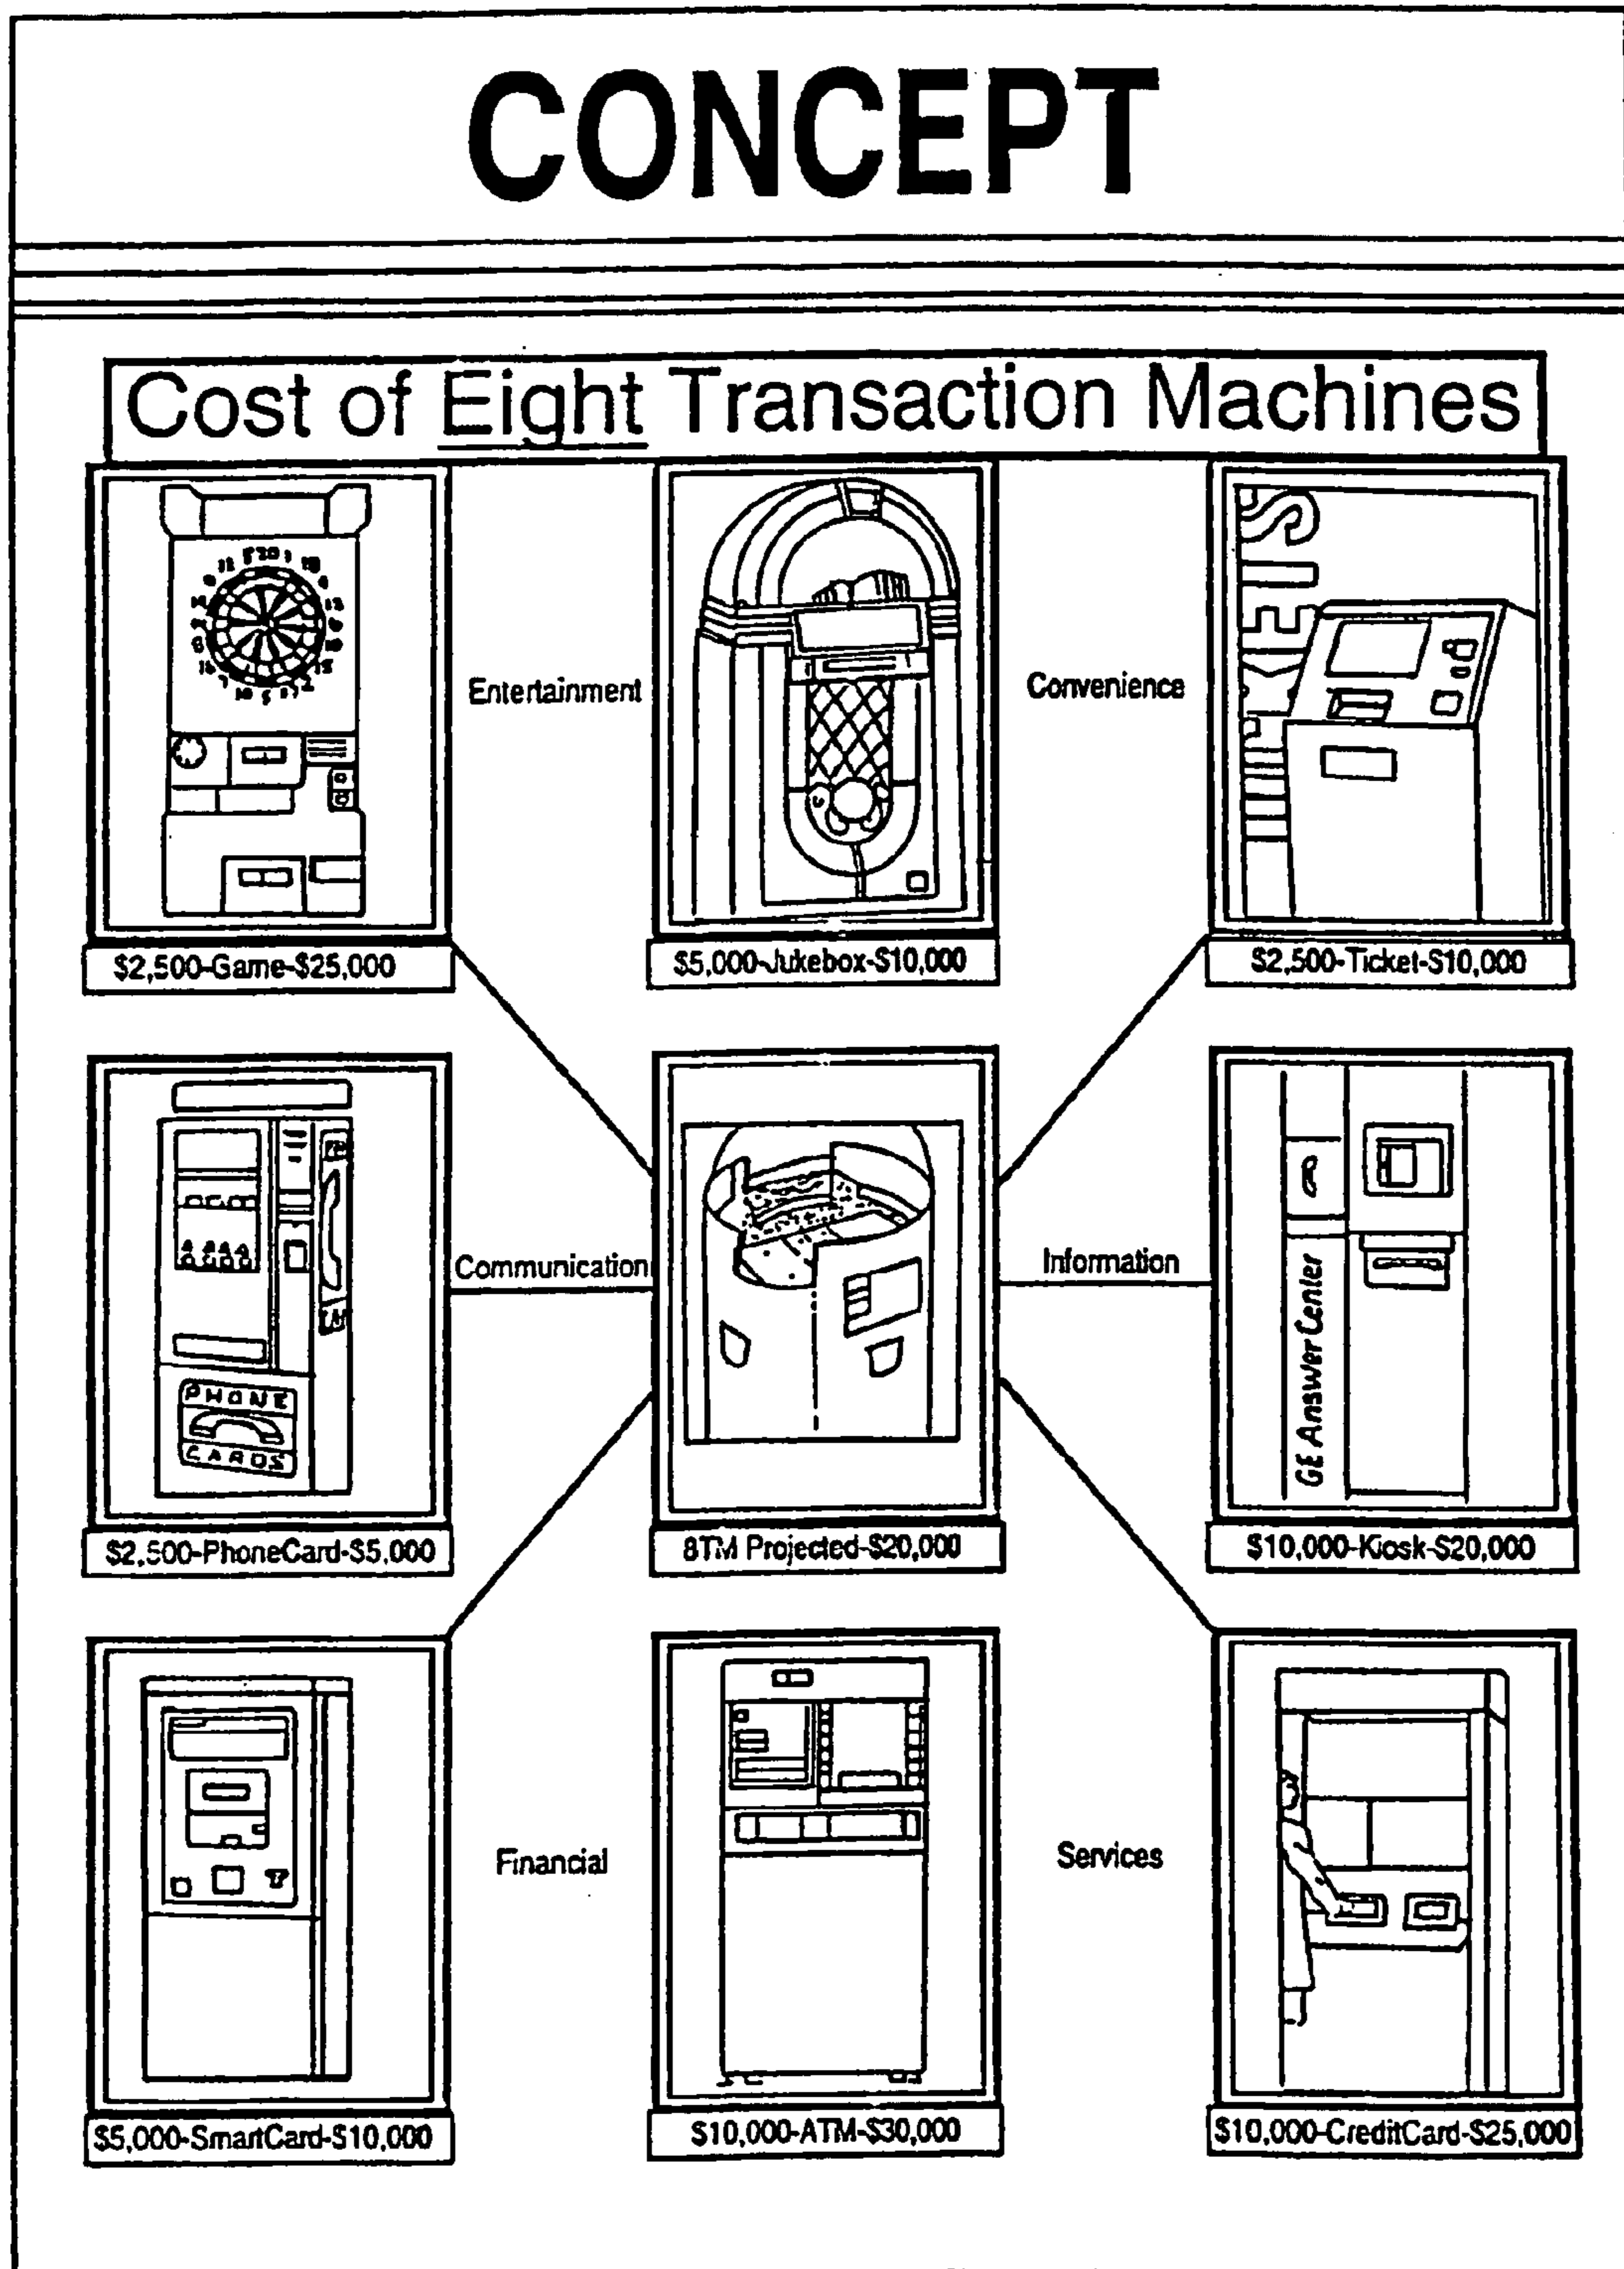 CONCEPT
Cost of Eight Transaction Machines
Entertainment
Convenience
TICKETS
$2,500-Game-$25,000
$5,000-Jukebox-$10,000
$2,500-Ticket-$10,000
Communication
Information
PHONE
CARDS
GE Answer Center
$2,500-PhoneCard-$5,000
8TM Projected-$20,000
$10,000-Kiosk-$20,000
Financial
Services
$5,000-SmartCard-$10,000
$10,000-ATM-$30,000
$10,000-CreditCard-$25,000